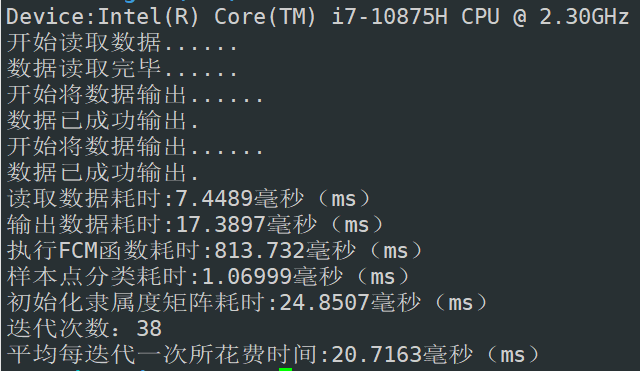 Device:Intel(R) Core(TM) i7-10875H CPU @ 2.30GHz
开始读取数据......
数据读取完毕......
开始将数据输出......
数据已成功输出.
开始将数据输出......
数据已成功输出.
读取数据耗时:7.4489毫秒（ms）
输出数据耗时:17.3897毫秒（ms）
执行FCM函数耗时:813.732毫秒（ms）
样本点分类耗时:1.06999毫秒（ms）
初始化隶属度矩阵耗时:24.8507毫秒（ms）
迭代次数：38
平均每迭代一次所花费时间:20.7163毫秒（ms）